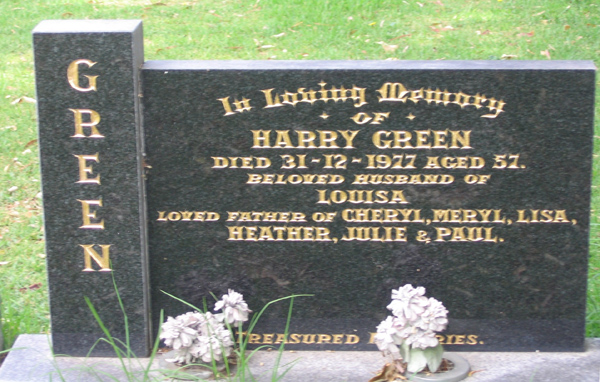 GREEN
In Loving Memory
OF
HARRY GREEN
DIED 31-12-1977 AGED 57.
BELOVED HUSBAND OF
LOUISA
LOVED FATHER OF CHERYL, MERYL, LISA,
HEATHER, JULIE & PAUL.
TREASURED